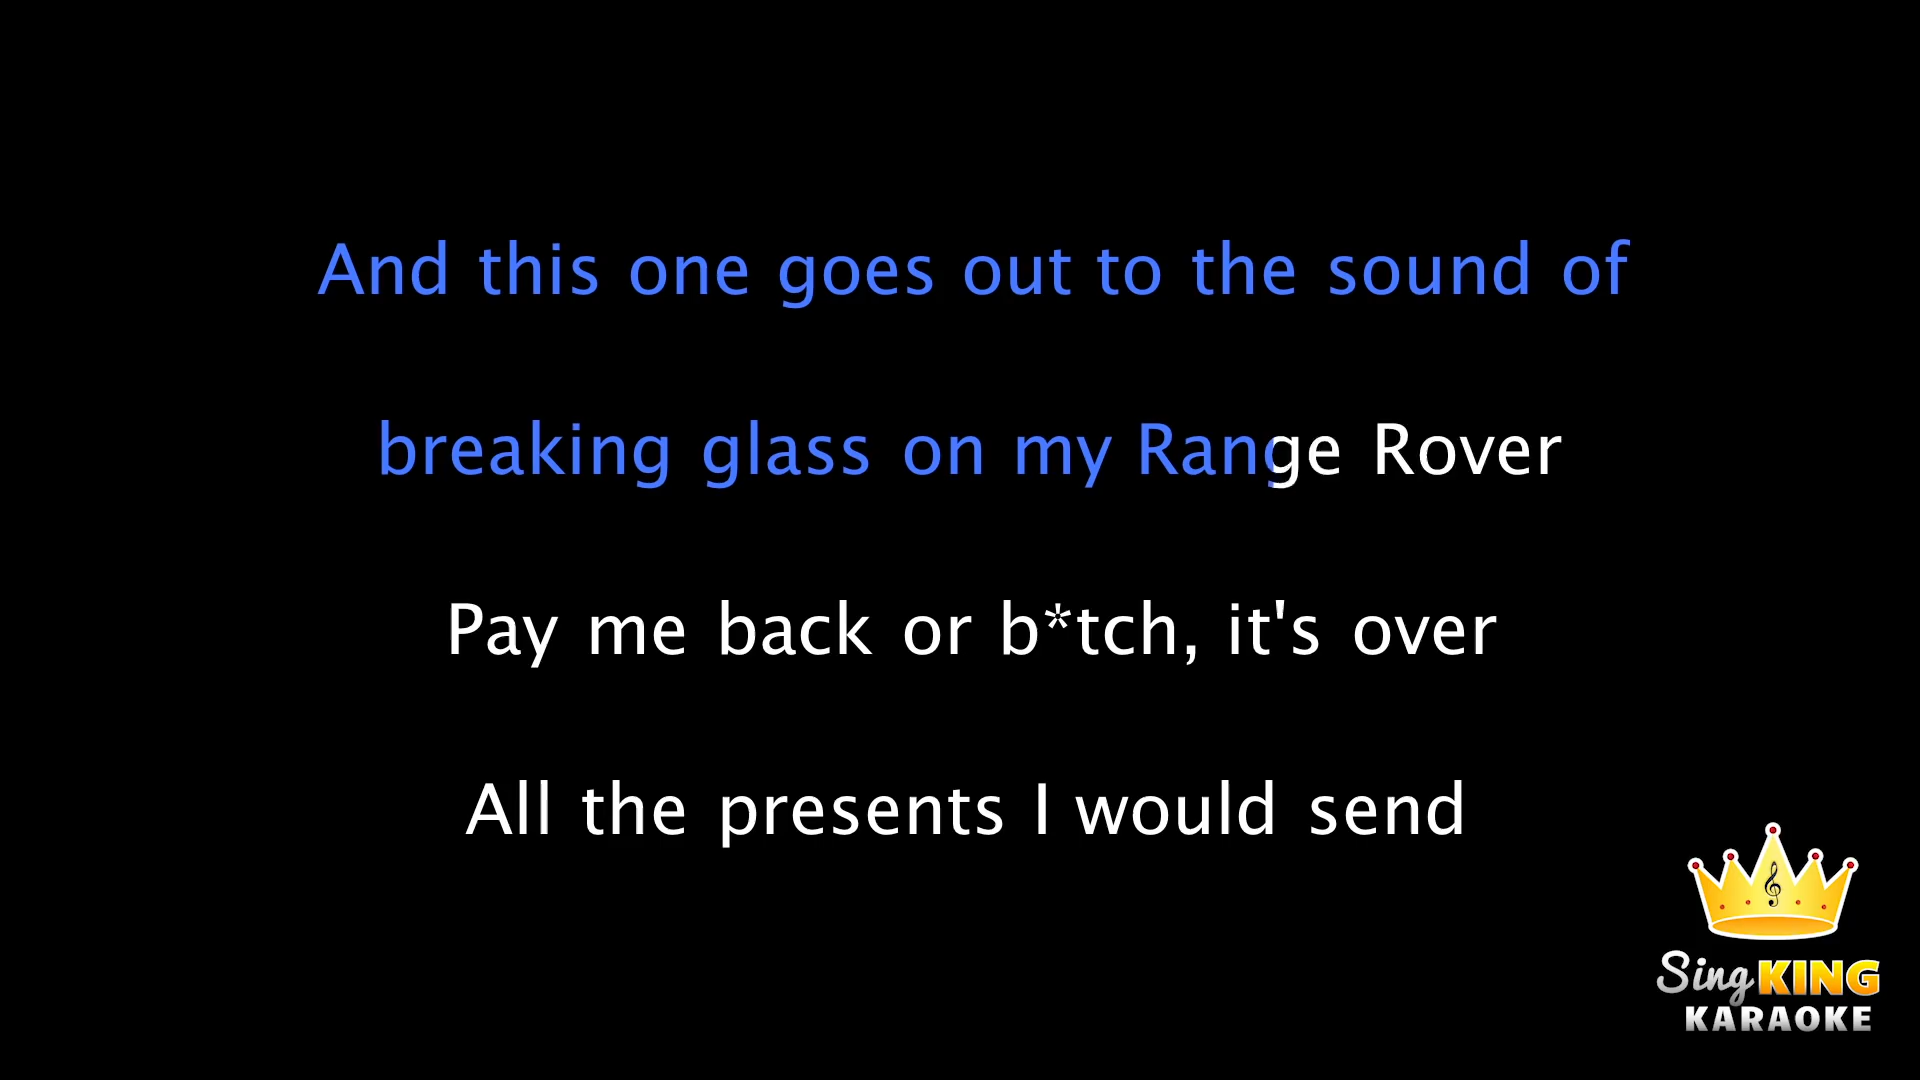 And this one goes out to the sound of
breaking glass on my Range Rover
Pay me back or b*tch, it's over
All the presents I would send
Sing KING
KARAOKE